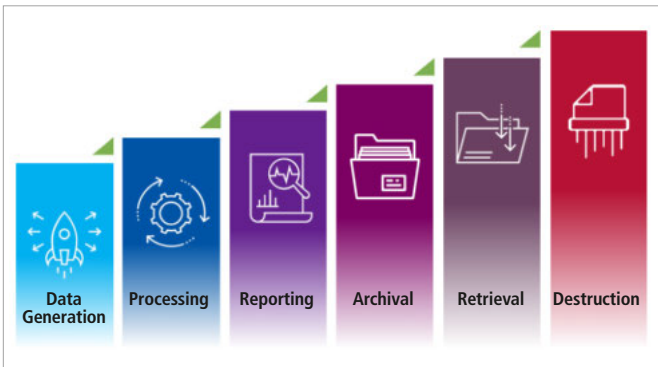 Data
Generation
Processing
Reporting
Archival
Retrieval
Destruction